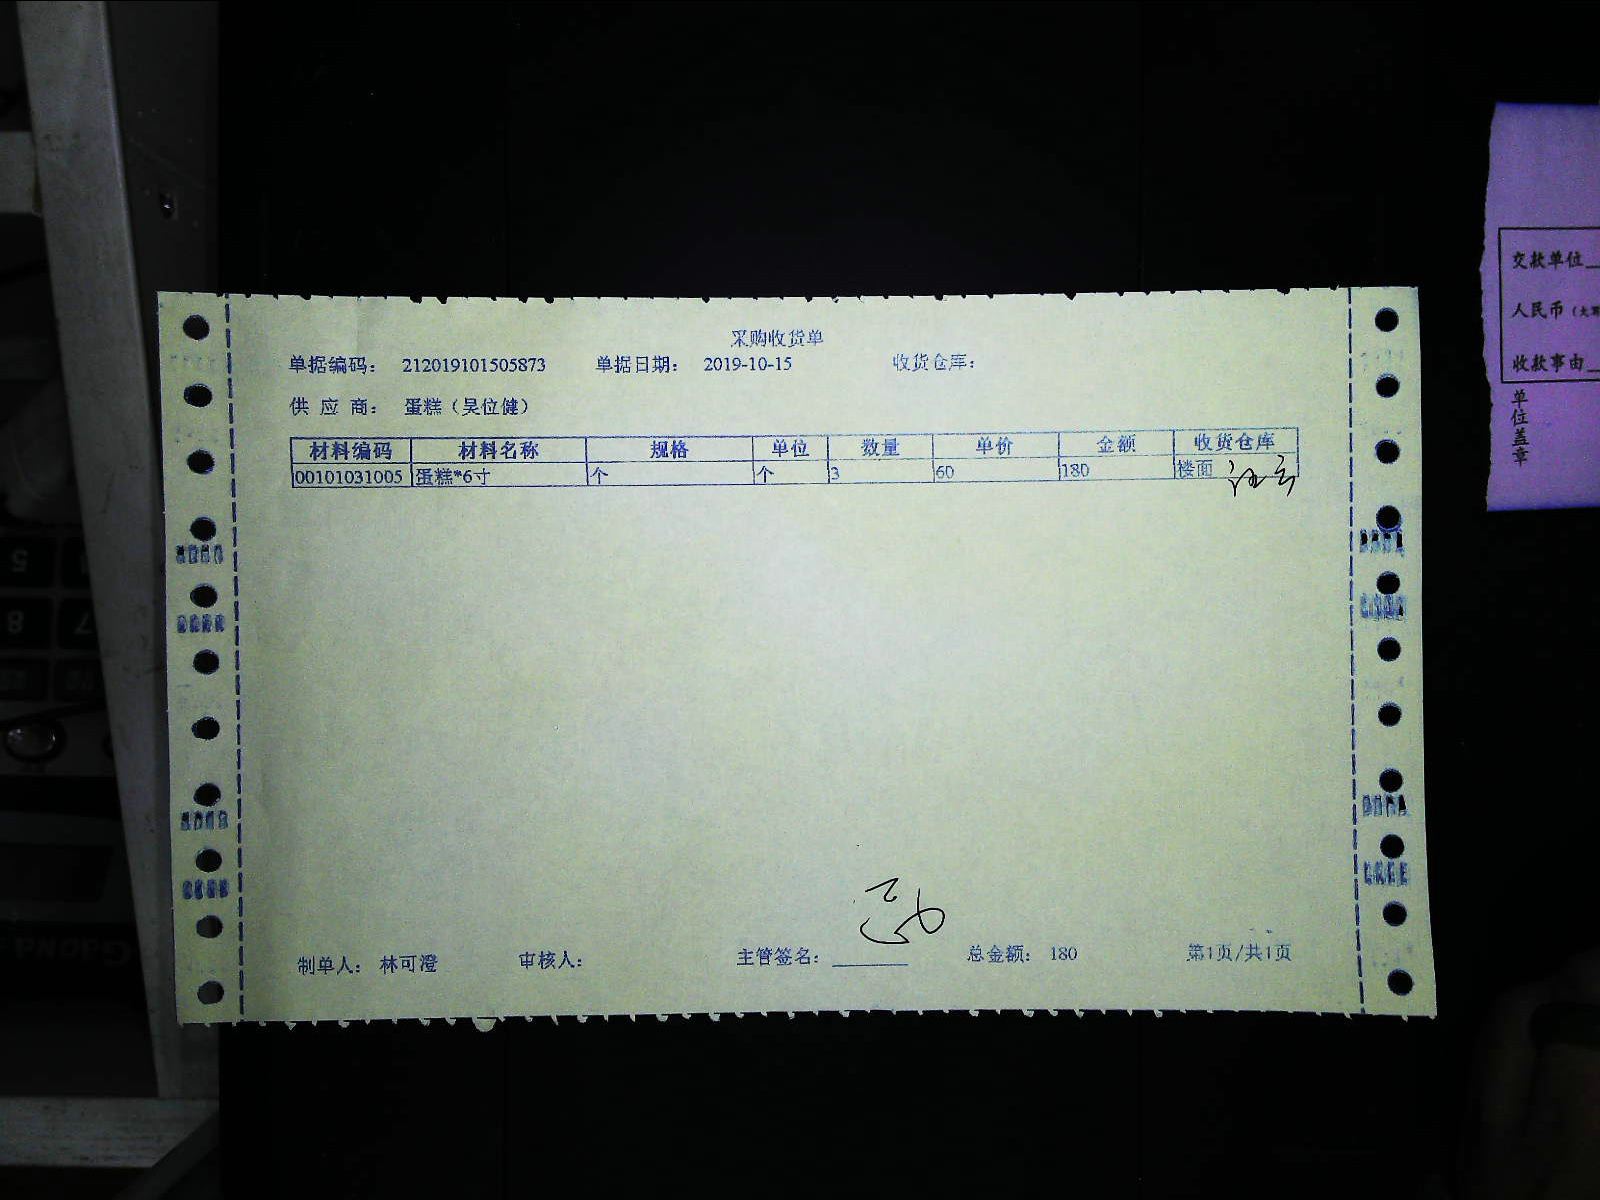 采购收货单
单据编码： 212019101505873 单据日期： 2019-10-15 收货仓库：
供 应 商： 蛋糕（吴位健）
材料编码 材料名称 规格 单位 数量 单价 金额 收货仓库
00101031005 蛋糕*6寸 个 个 3 60 180 楼面
制单人： 林可澄 审核人： 主管签名： 总金额： 180 第1页/共1页
交款单位
人民币（大写
收款事由
单位盖章
5
8
7